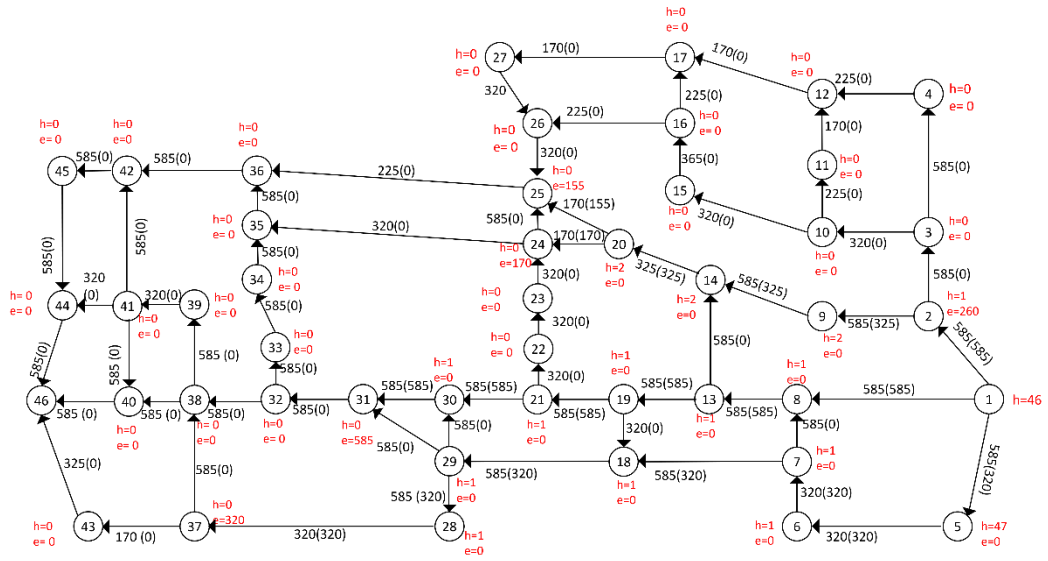 h=0
e= 0
27
170(0)
17
170(0)
h=0
e= 0
h=0
e= 0
320
12
225(0)
4
h=0
e= 0
225(0)
26
225(0)
16
h=0
e= 0
170(0)
h=0
e= 0
320(0)
365(0)
11
h=0
e= 0
585(0)
h=0
e= 0
h=0
e= 0
h=0
e= 0
45
585(0)
42
585(0)
36
225(0)
h=0
e=155
25
15
h=0
e= 0
225(0)
585(0)
170(155)
320(0)
h=0
e= 0
35
320(0)
585(0)
24
170(170)
20
10
320(0)
3
h=0
e= 0
h=0
e=170
h=2
e=0
h=0
e= 0
585(0)
585(0)
585(0)
34
h=0
e= 0
320(0)
325(325)
14
585(325)
585(0)
h=0
e= 0
44
320
(0)
41
320(0)
39
h=0
e= 0
23
h=0
e= 0
h=2
e=0
h=1
e=260
9
585(325)
2
h=0
e= 0
585(0)
320(0)
h=2
e=0
585(585)
33
h=0
e= 0
22
h=0
e= 0
585(0)
585(0)
585 (0)
585 (0)
585(0)
h=1
e=0
320(0)
h=1
e=0
h=1
e=0
46
585 (0)
40
585 (0)
38
585(0)
32
585(0)
31
585(585)
30
585(585)
21
585(585)
19
585(585)
13
585(585)
8
585(585)
1
h=46
h=0
e= 0
h=0
e= 0
h=0
e= 0
h=0
e=585
585(0)
585(0)
h=1
e=0
320(0)
h=1
e=0
585(0)
585(320)
325(0)
585(0)
29
585(320)
18
585(320)
7
h=1
e=0
h=1
e=0
h=1
e=0
585 (320)
320(320)
h=0
e= 0
43
170 (0)
37
h=0
e=320
320(320)
28
h=1
e=0
h=1
e=0
6
320(320)
5
h=47
e=0